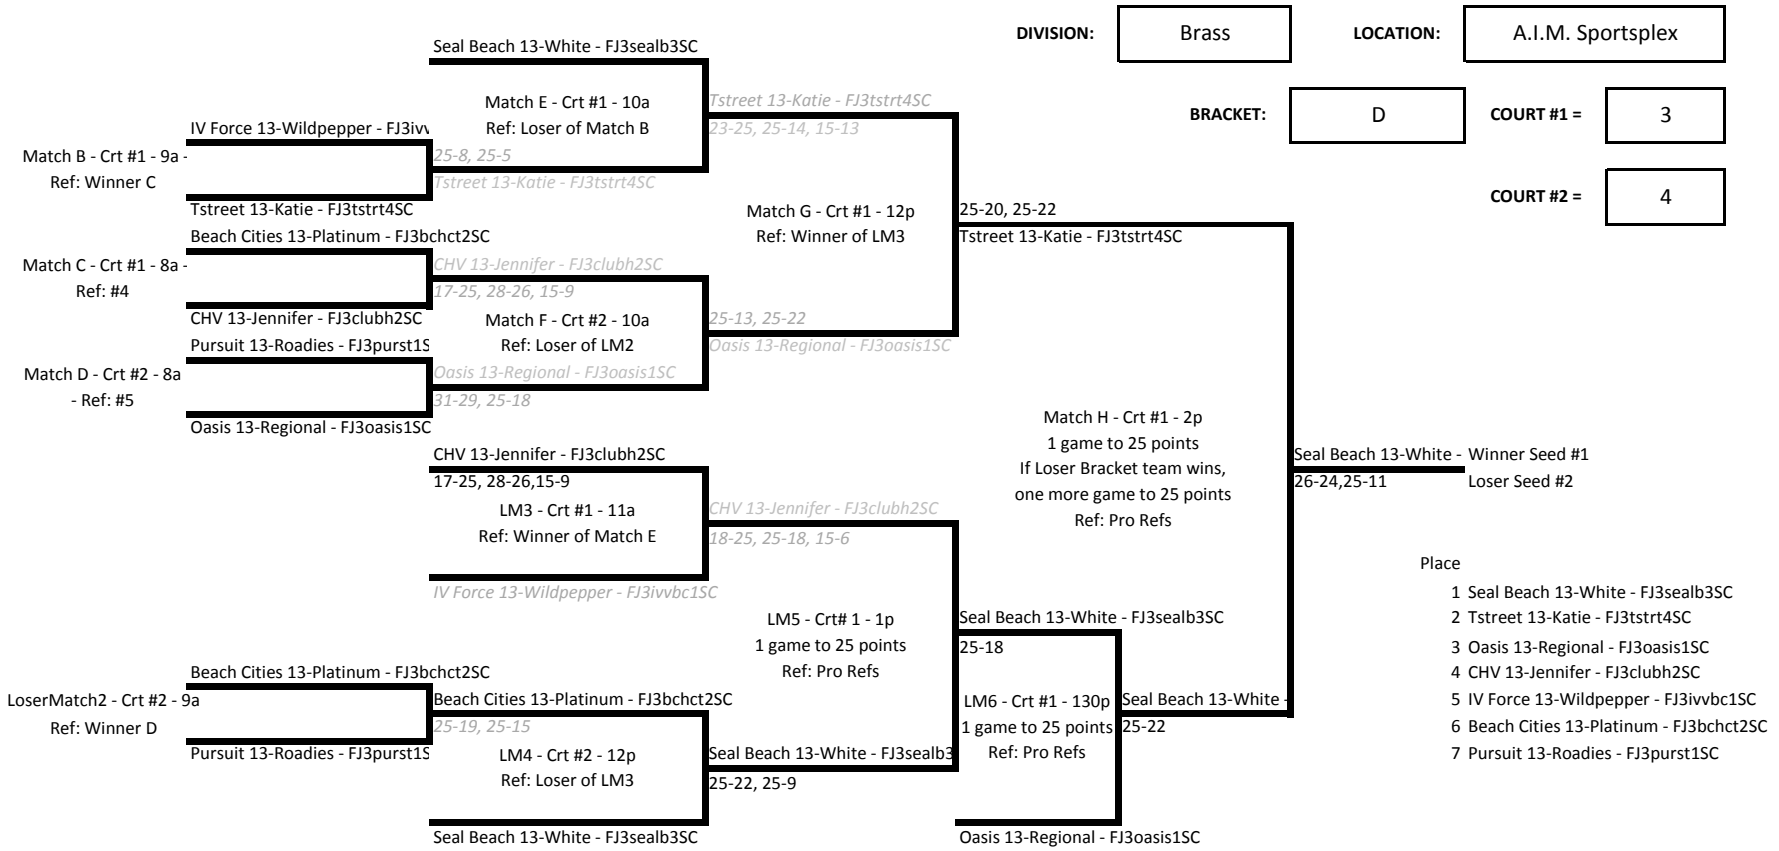 DIVISION: Brass LOCATION: A.I.M. Sportsplex
BRACKET: D COURT #1 = 3
COURT #2 = 4
Seal Beach 13-White - FJ3sealb3SC
Match E - Crt #1 - 10a
Ref: Loser of Match B
Tstreet 13-Katie - FJ3tstrt4SC
23-25, 25-14, 15-13
IV Force 13-Wildpepper - FJ3ivv
Match B - Crt #1 - 9a -
Ref: Winner C
25-8, 25-5
Tstreet 13-Katie - FJ3tstrt4SC
Tstreet 13-Katie - FJ3tstrt4SC
Match G - Crt #1 - 12p
Ref: Winner of LM3
25-20, 25-22
Tstreet 13-Katie - FJ3tstrt4SC
Beach Cities 13-Platinum - FJ3bchct2SC
Match C - Crt #1 - 8a -
Ref: #4
CHV 13-Jennifer - FJ3clubh2SC
17-25, 28-26, 15-9
CHV 13-Jennifer - FJ3clubh2SC
Match F - Crt #2 - 10a
Ref: Loser of LM2
25-13, 25-22
Oasis 13-Regional - FJ3oasis1SC
Pursuit 13-Roadies - FJ3purst1S
Match D - Crt #2 - 8a
- Ref: #5
Oasis 13-Regional - FJ3oasis1SC
31-29, 25-18
Oasis 13-Regional - FJ3oasis1SC
Match H - Crt #1 - 2p
1 game to 25 points
If Loser Bracket team wins,
one more game to 25 points
Ref: Pro Refs
Seal Beach 13-White - Winner Seed #1
26-24,25-11 Loser Seed #2
CHV 13-Jennifer - FJ3clubh2SC
17-25, 28-26,15-9
LM3 - Crt #1 - 11a
Ref: Winner of Match E
CHV 13-Jennifer - FJ3clubh2SC
18-25, 25-18, 15-6
IV Force 13-Wildpepper - FJ3ivvbc1SC
LM5 - Crt# 1 - 1p
1 game to 25 points
Ref: Pro Refs
Seal Beach 13-White - FJ3sealb3SC
25-18
Beach Cities 13-Platinum - FJ3bchct2SC
LoserMatch2 - Crt #2 - 9a
Ref: Winner D
Pursuit 13-Roadies - FJ3purst1S
Beach Cities 13-Platinum - FJ3bchct2SC
25-19, 25-15
LM4 - Crt #2 - 12p
Ref: Loser of LM3
Seal Beach 13-White - FJ3sealb3
25-22, 25-9
Seal Beach 13-White - FJ3sealb3SC
LM6 - Crt #1 - 130p
1 game to 25 points
Ref: Pro Refs
Seal Beach 13-White -
25-22
Oasis 13-Regional - FJ3oasis1SC
Place
1 Seal Beach 13-White - FJ3sealb3SC
2 Tstreet 13-Katie - FJ3tstrt4SC
3 Oasis 13-Regional - FJ3oasis1SC
4 CHV 13-Jennifer - FJ3clubh2SC
5 IV Force 13-Wildpepper - FJ3ivvbc1SC
6 Beach Cities 13-Platinum - FJ3bchct2SC
7 Pursuit 13-Roadies - FJ3purst1SC